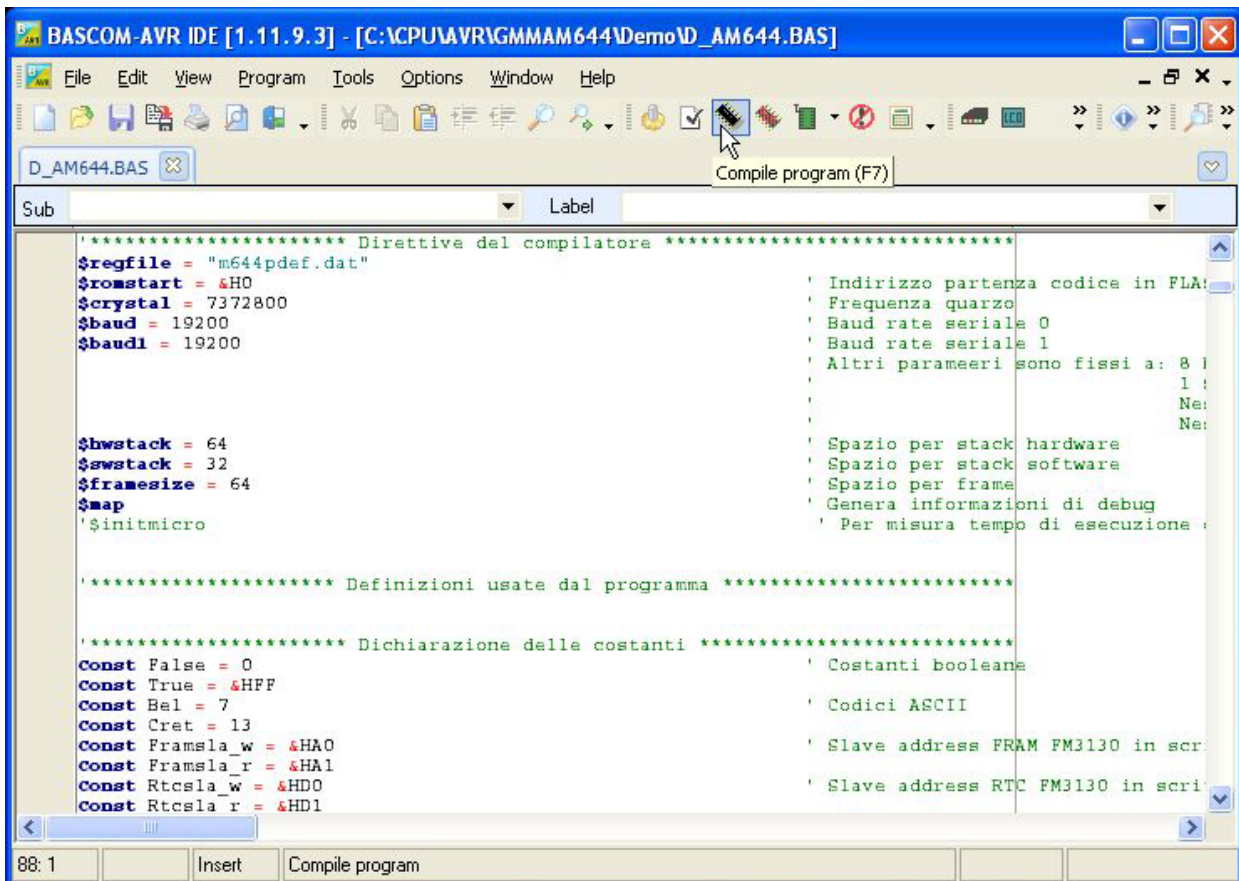 BASCOM-AVR IDE [1.11.9.3] - [C:\CPU\AVR\GMMAM644\Demo\D_AM644.BAS]
File Edit View Program Tools Options Window Help
LCD
D_AM644.BAS
Compile program (F7)
Sub Label
'********************** Direttive del compilatore ******************************
$regfile = "m644pdef.dat"
$romstart = &H0 ' Indirizzo partenza codice in
$crystal = 7372800 ' Frequenza quarzo
$baud = 19200 ' Baud rate seriale 0
$baud1 = 19200 ' Baud rate seriale 1
' Altri parameeri sono fissi a: 8
' 1
'
'
$hwstack = 64 ' Spazio per stack hardware
$swstack = 32 ' Spazio per stack software
$framesize = 64 ' Spazio per frame
$map ' Genera informazioni di debug
'$initmicro ' Per misura tempo di esecuzione
'********************* Definizioni usate dal programma *************************
'********************** Dichiarazione delle costanti ***************************
Const False = 0 ' Costanti booleane
Const True = &HFF
Const Bel = 7 ' Codici ASCII
Const Cret = 13
Const Framsla_w = &HA0 ' Slave address FRAM FM3130 in
Const Framsla_r = &HA1
Const Rtcsla_w = &HD0 ' Slave address RTC FM3130 in
Const Rtcsla_r = &HD1
88: 1 Insert Compile program